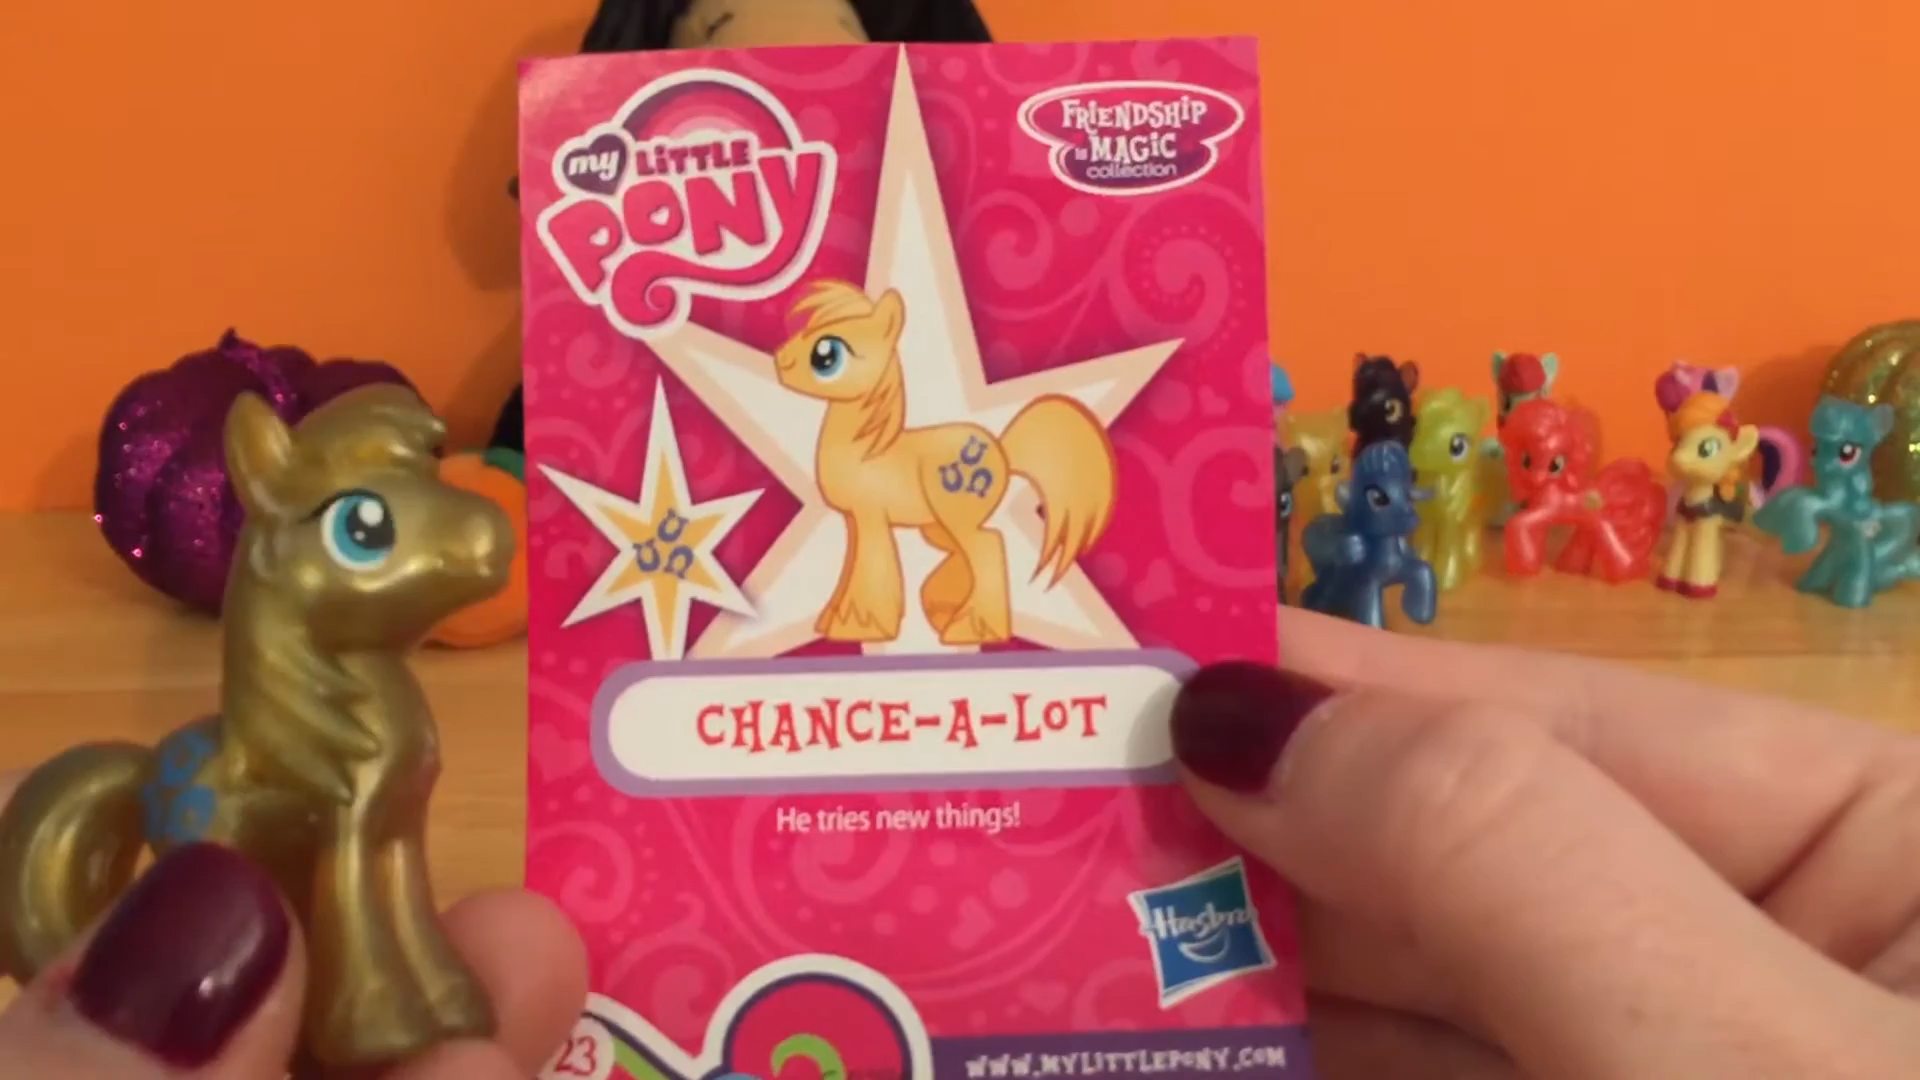 my LiTTLE PONY
FRiENDSHiP
is MAGiC
collection
CHANCE-A-LOT
He tries new things!
Hasbro
23
WWW.MYLITTLEPONY.COM